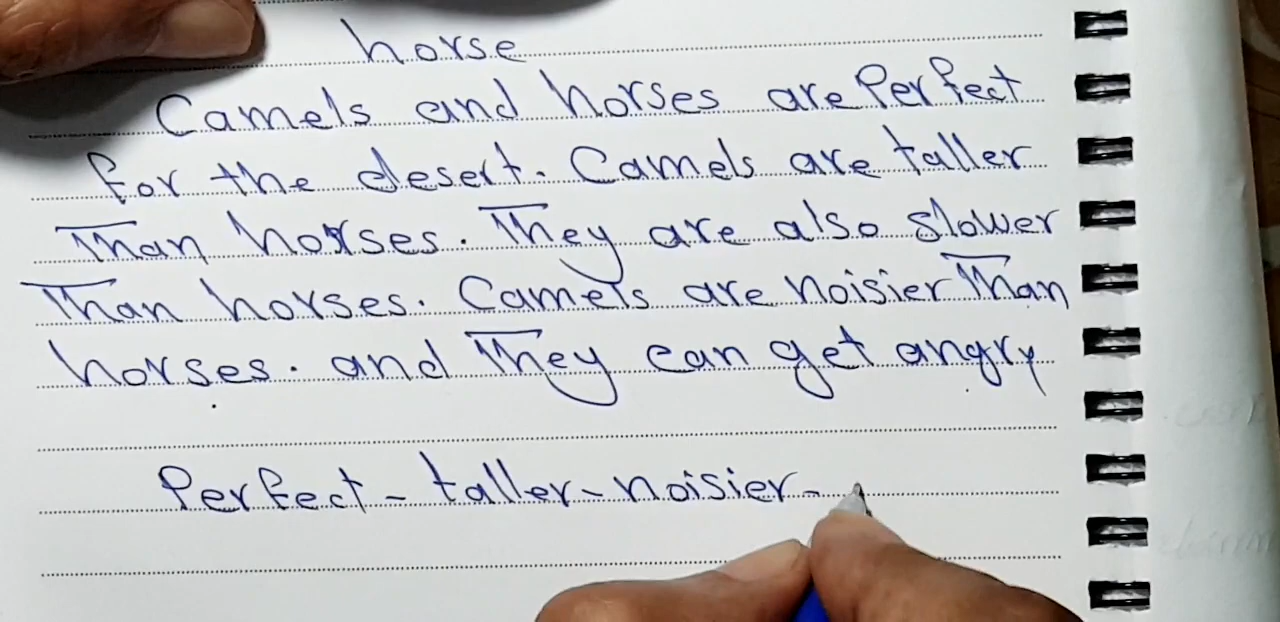 horse
Camels and horses are Perfect
for the desert. Camels are taller
Than horses. They are also slower
Than horses. Camels are noisier Than
horses. and They can get angry
Perfect - taller - noisier -